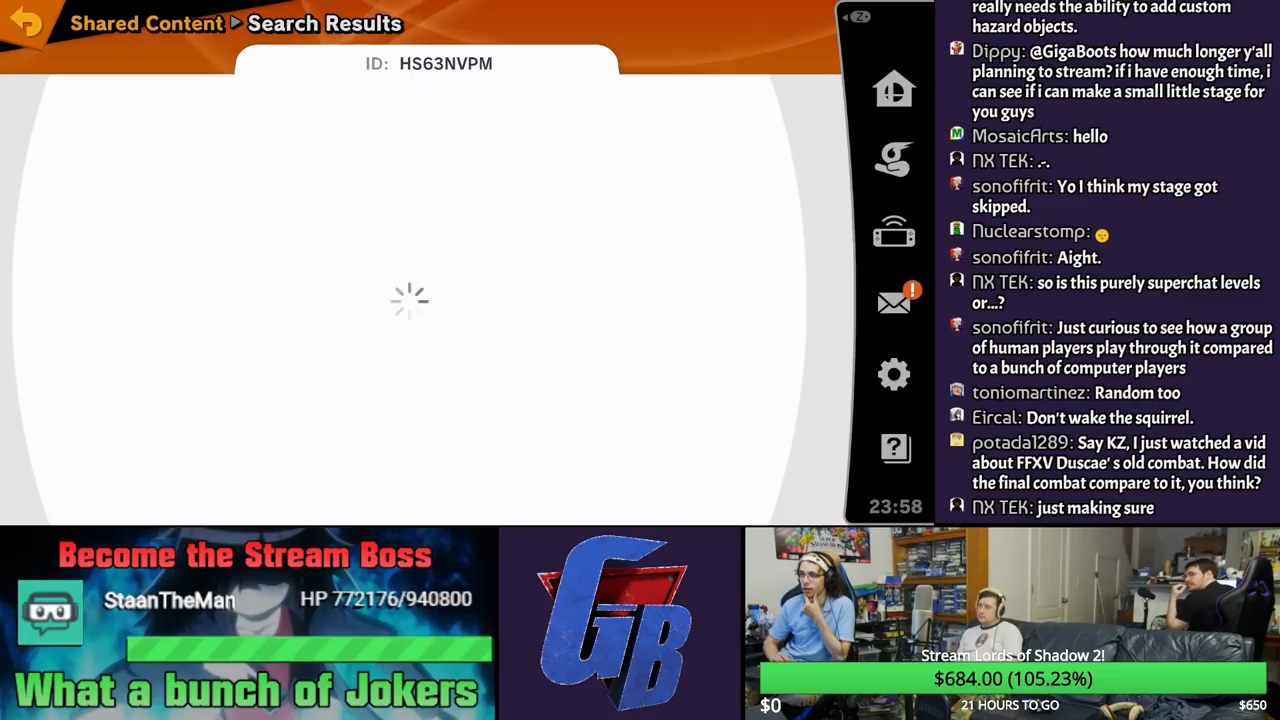 Shared Content ▶ Search Results
ID: HS63NVPM
Z
23:58
really needs the ability to add custom
hazard objects.
Dippy: @GigaBoots how much longer y'all
planning to stream? if i have enough time, i
can see if i can make a small little stage for
you guys
MosaicArts: hello
NX TEK: .-.
sonofifrit: Yo I think my stage got
skipped.
Nuclearstomp:
sonofifrit: Aight.
NX TEK: so is this purely superchat levels
or...?
sonofifrit: Just curious to see how a group
of human players play through it compared
to a bunch of computer players
toniomartinez: Random too
Eircal: Don't wake the squirrel.
potada1289: Say KZ, I just watched a vid
about FFXV Duscae's old combat. How did
the final combat compare to it, you think?
NX TEK: just making sure
Become the Stream Boss
StaanTheMan HP 772176/940800
What a bunch of Jokers
GB
Stream Lords of Shadow 2!
$684.00 (105.23%)
$0 21 HOURS TO GO $650